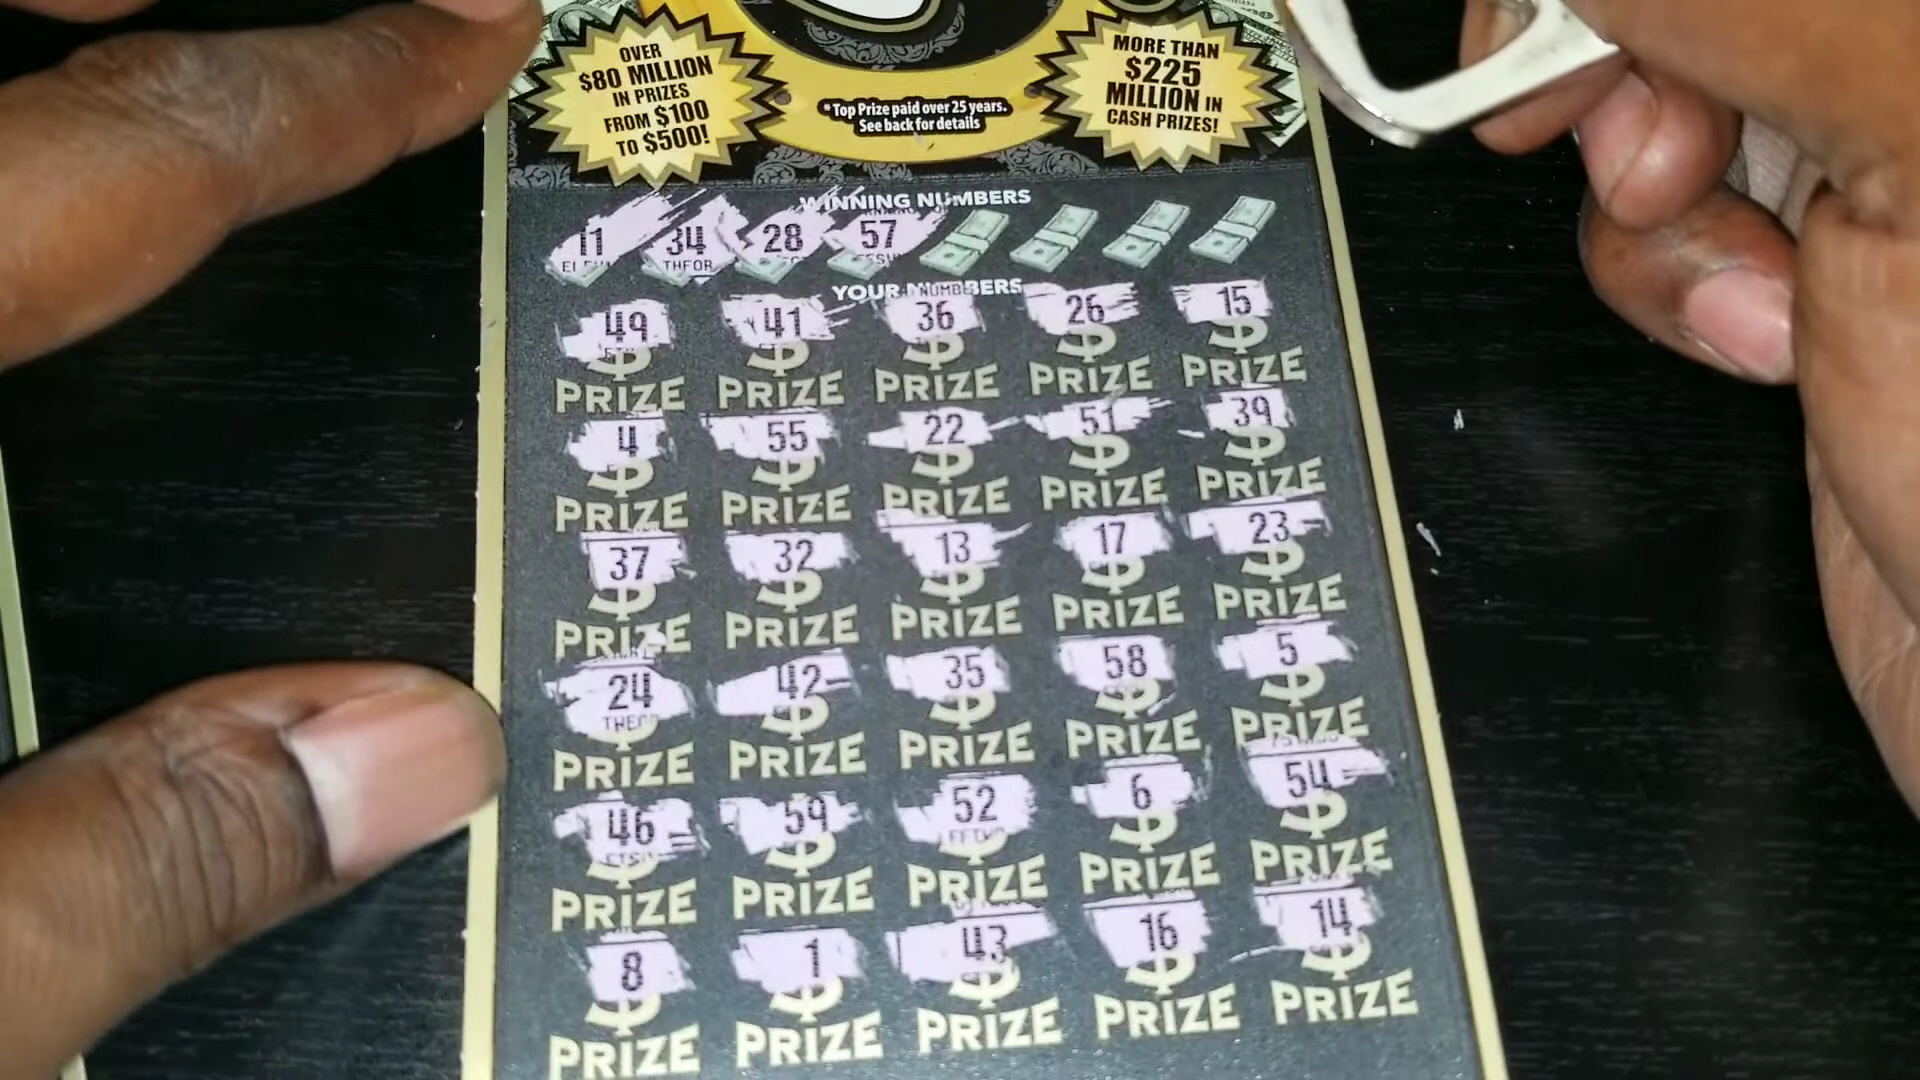 OVER
$80 MILLION
IN PRIZES
FROM $100
TO $500!
*Top Prize paid over 25 years.
See back for details
MORE THAN
$225
MILLION IN
CASH PRIZES!
WINNING NUMBERS
11 34 28 57
THFOR
YOUR NUMBERS
49 41 36 26 15
PRIZE PRIZE PRIZE PRIZE PRIZE
4 55 22 51 39
PRIZE PRIZE PRIZE PRIZE PRIZE
37 32 13 17 23
PRIZE PRIZE PRIZE PRIZE PRIZE
24 42 35 58 5
PRIZE PRIZE PRIZE PRIZE PRIZE
46 59 52 6 54
PRIZE PRIZE PRIZE PRIZE PRIZE
8 1 43 16 14
PRIZE PRIZE PRIZE PRIZE PRIZE